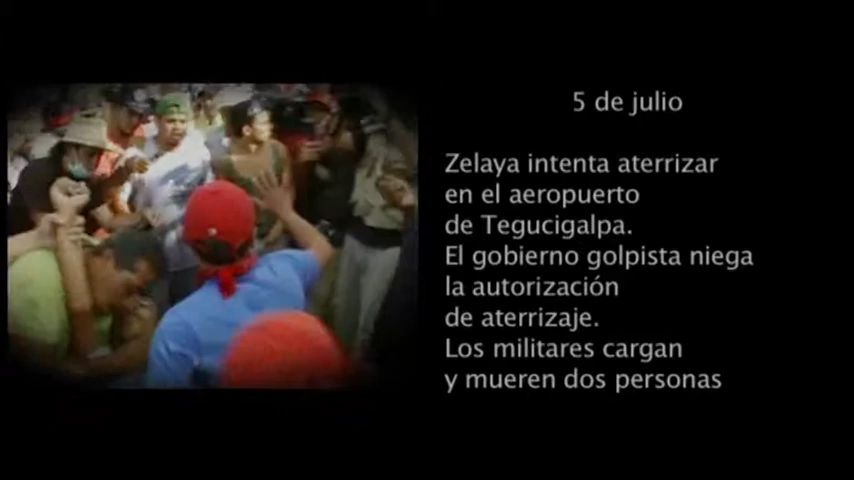 5 de julio
Zelaya intenta aterrizar
en el aeropuerto
de Tegucigalpa.
El gobierno golpista niega
la autorización
de aterrizaje.
Los militares cargan
y mueren dos personas